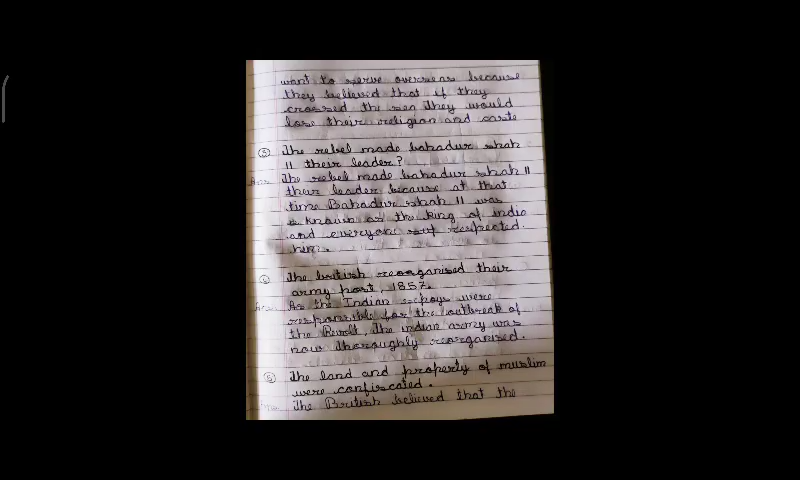 want to serve overseas because
they believed that if they
crossed the sea They would
lose their religion and caste
③ The rebel made bahadur shah
II their leader?
Ans. The rebel made bahadur shah II
their leader because at that
time Bahadur shah II was
known as the king of india
and everyone respected
him.
The british reorganised their
army post, 1857.
Ans. As the Indian sepoys were
responsible for the outbreak of
the Revolt, The indian army was
now thoroughly reorganised.
⑤ The land and property of muslim
were confiscated.
The British believed that the